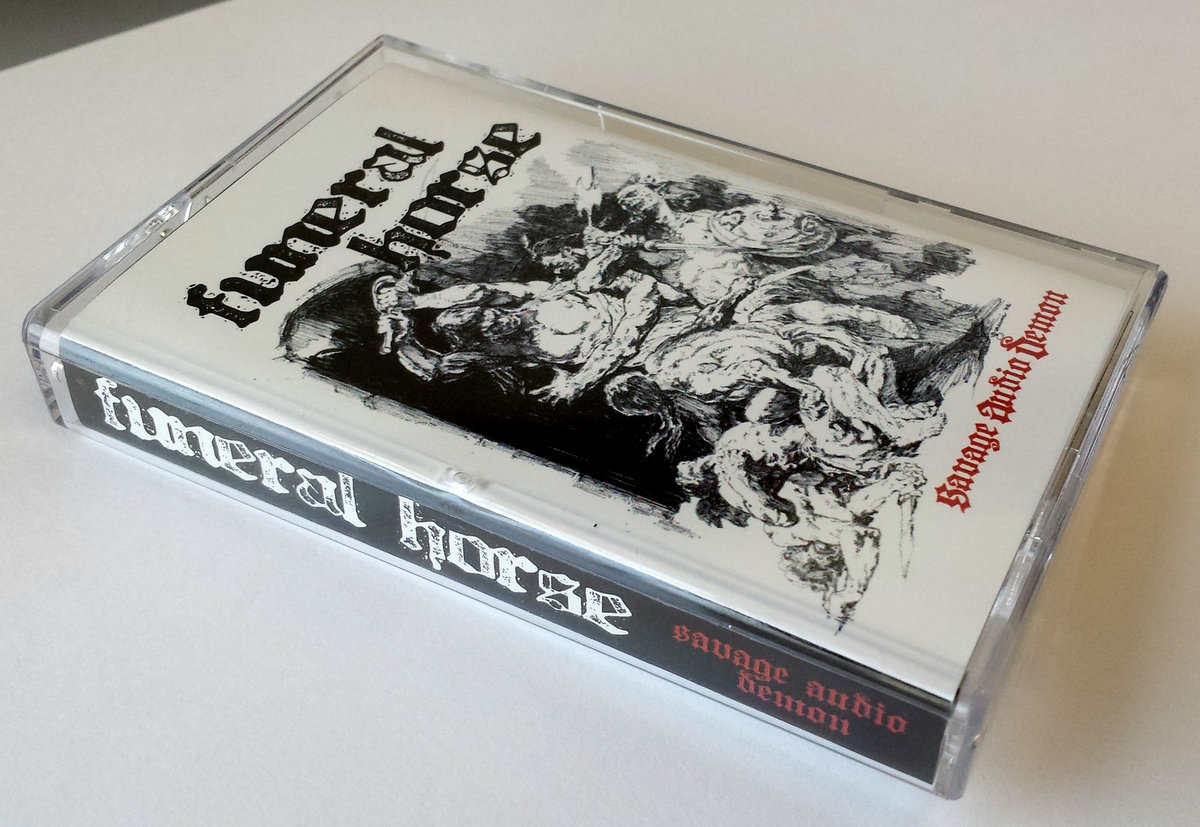 funeral
horse
Savage Audio Demon
funeral horse
savage audio
demon